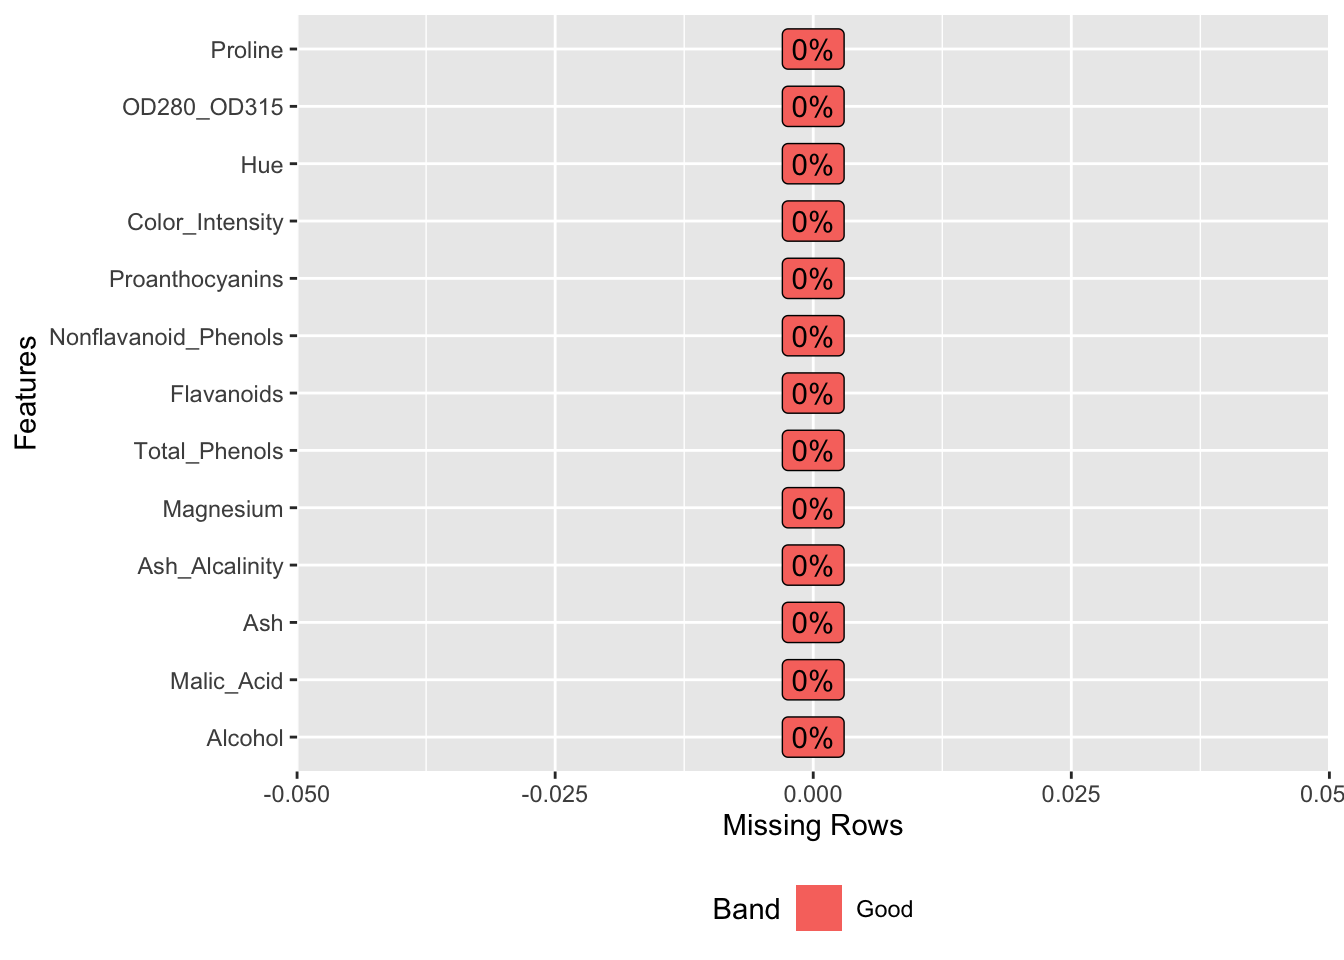 Features
Proline 0%
OD280_OD315 0%
Hue 0%
Color_Intensity 0%
Proanthocyanins 0%
Nonflavanoid_Phenols 0%
Flavanoids 0%
Total_Phenols 0%
Magnesium 0%
Ash_Alcalinity 0%
Ash 0%
Malic_Acid 0%
Alcohol 0%
-0.050 -0.025 0.000 0.025 0.05
Missing Rows
Band Good